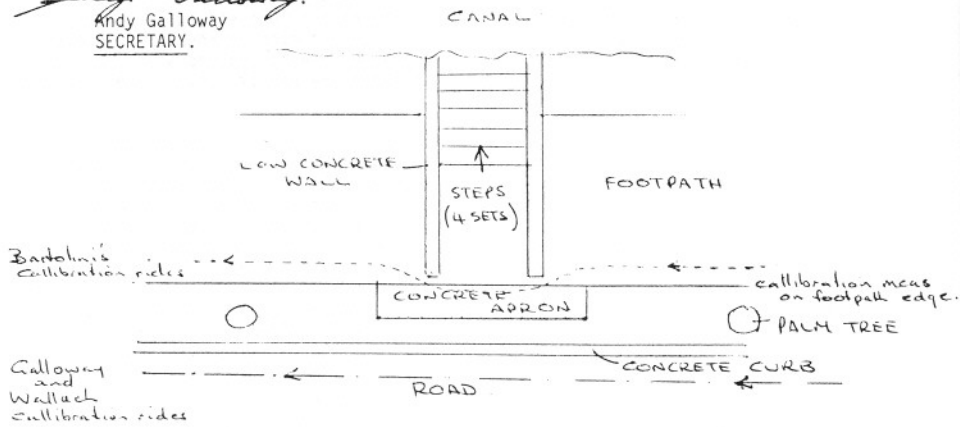 Andy Galloway
SECRETARY.
CANAL
LOW CONCRETE
WALL
STEPS
(4 SETS)
FOOTPATH
Bartolini's
Callibration rides
callibration meas
on footpath edge.
CONCRETE
APRON
PALM TREE
CONCRETE CURB
Galloway
and
Wallach
Callibration rides
ROAD